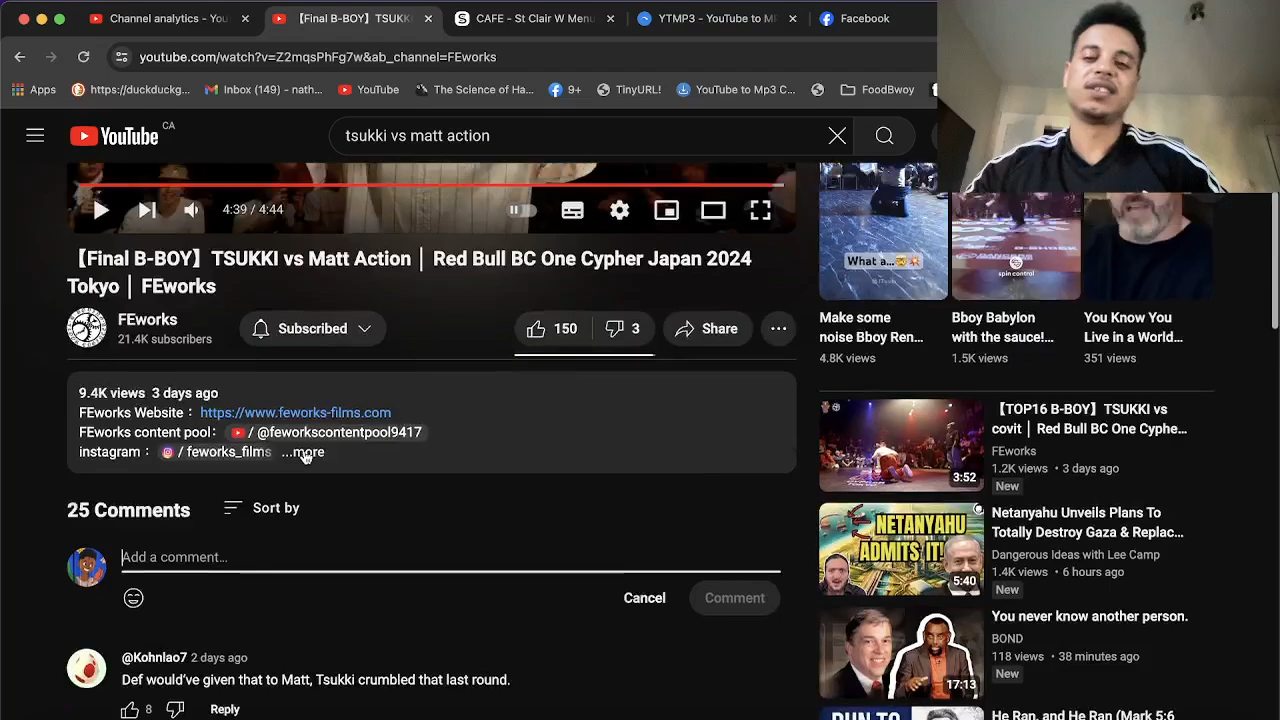 Channel analytics - You
【Final B-BOY】TSUKK
CAFE - St Clair W Menu
YTMP3 - YouTube to M
Facebook
youtube.com/watch?v=Z2mqsPhFg7w&ab_channel=FEworks
Apps
https://duckduckg...
Inbox (149) - nath...
YouTube
The Science of Ha...
9+
TinyURL!
YouTube to Mp3 C...
FoodBwoy
YouTube CA
tsukki vs matt action
4:39 / 4:44
【Final B-BOY】TSUKKI vs Matt Action │ Red Bull BC One Cypher Japan 2024
Tokyo │ FEworks
FEworks
21.4K subscribers
Subscribed
150
3
Share
9.4K views 3 days ago
FEworks Website： https://www.feworks-films.com
FEworks content pool： / @feworkscontentpool9417
instagram： / feworks_films ...more
25 Comments
Sort by
Add a comment...
Cancel
Comment
@Kohnlao7 2 days ago
Def would've given that to Matt, Tsukki crumbled that last round.
8
Reply
What a...
spin control
Make some
noise Bboy Ren...
4.8K views
Bboy Babylon
with the sauce!...
1.5K views
You Know You
Live in a World...
351 views
3:52
【TOP16 B-BOY】TSUKKI vs
covit │ Red Bull BC One Cyphe...
FEworks
1.2K views • 3 days ago
New
NETANYAHU
ADMITS IT!
5:40
Netanyahu Unveils Plans To
Totally Destroy Gaza & Replac...
Dangerous Ideas with Lee Camp
1.4K views • 6 hours ago
New
17:13
You never know another person.
BOND
118 views • 38 minutes ago
New
He Ran, and He Ran (Mark 5:6